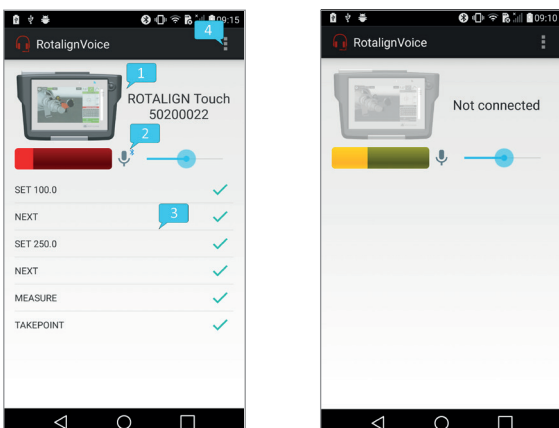 09:15
4
RotalignVoice
1
ROTALIGN Touch
50200022
2
SET 100.0
NEXT
3
SET 250.0
NEXT
MEASURE
TAKEPOINT
09:10
RotalignVoice
Not connected